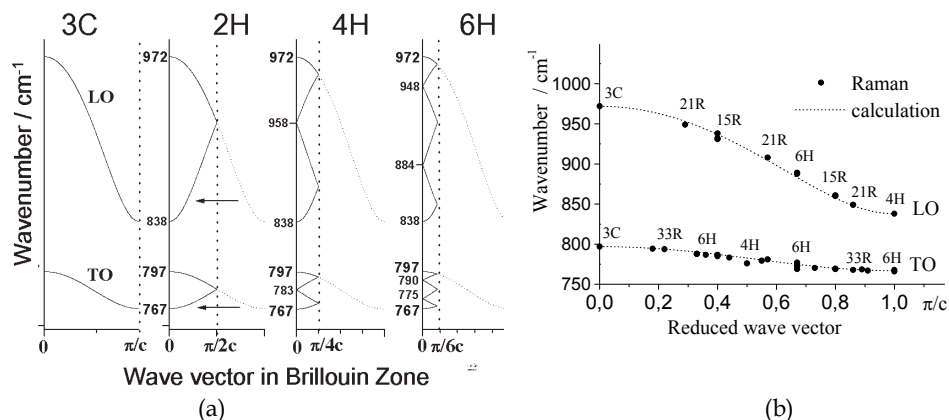 3C 2H 4H 6H
Wavenumber / cm⁻¹
LO
TO
0
π/c
972
838
797
767
0
π/2c
972
958
838
797
783
767
0
π/4c
972
948
884
838
797
790
775
767
0
π/6c
Wave vector in Brillouin Zone
(a)
b)
Wavenumber / cm⁻¹
1000
950
900
850
800
750
Raman
calculation
3C
21R
15R
21R
6H
15R
21R
4H
LO
3C
33R
6H
4H
6H
33R
6H
TO
0,0 0,2 0,4 0,6 0,8 1,0 π/c
Reduced wave vector
(b)